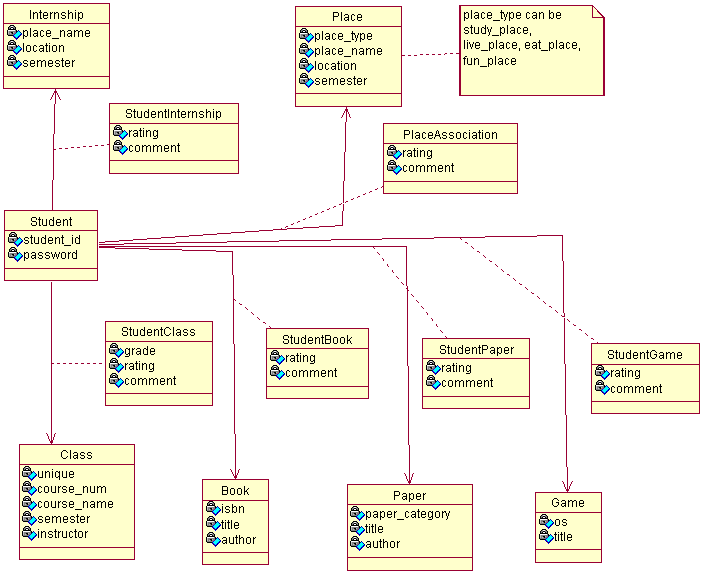 Internship
place_name
location
semester
Place
place_type
place_name
location
semester
place_type can be
study_place,
live_place, eat_place,
fun_place
StudentInternship
rating
comment
PlaceAssociation
rating
comment
Student
student_id
password
StudentClass
grade
rating
comment
StudentBook
rating
comment
StudentPaper
rating
comment
StudentGame
rating
comment
Class
unique
course_num
course_name
semester
instructor
Book
isbn
title
author
Paper
paper_category
title
author
Game
os
title